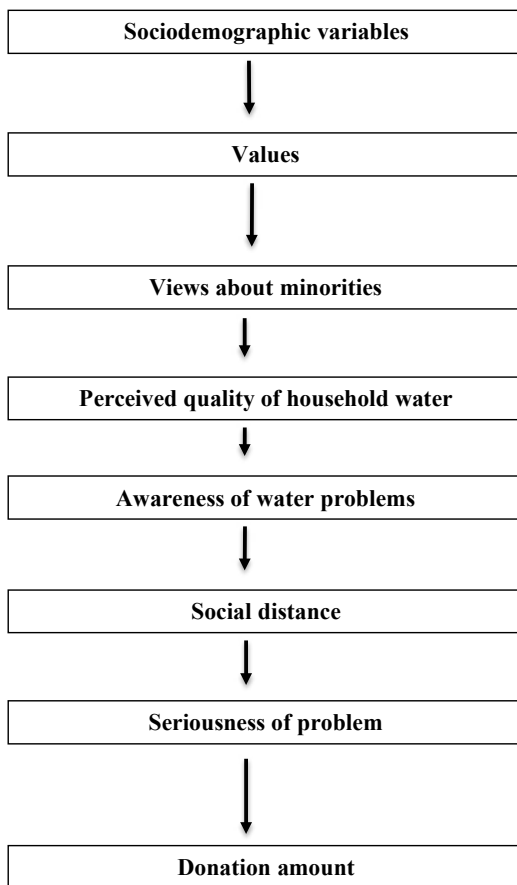 Sociodemographic variables
Values
Views about minorities
Perceived quality of household water
Awareness of water problems
Social distance
Seriousness of problem
Donation amount